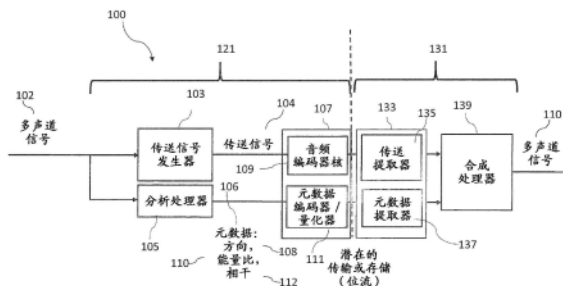 100
121
131
102
多声道
信号
103
传送信号
发生器
104
传送信号
107
音频
编码器核
109
133
135
传送
提取器
139
合成
处理器
110
多声道
信号
分析处理器
105
106
元数据:
方向,
能量比,
相干
108
110
112
元数据
编码器/
量化器
111
元数据
提取器
137
潜在的
传输或存储
(位流)